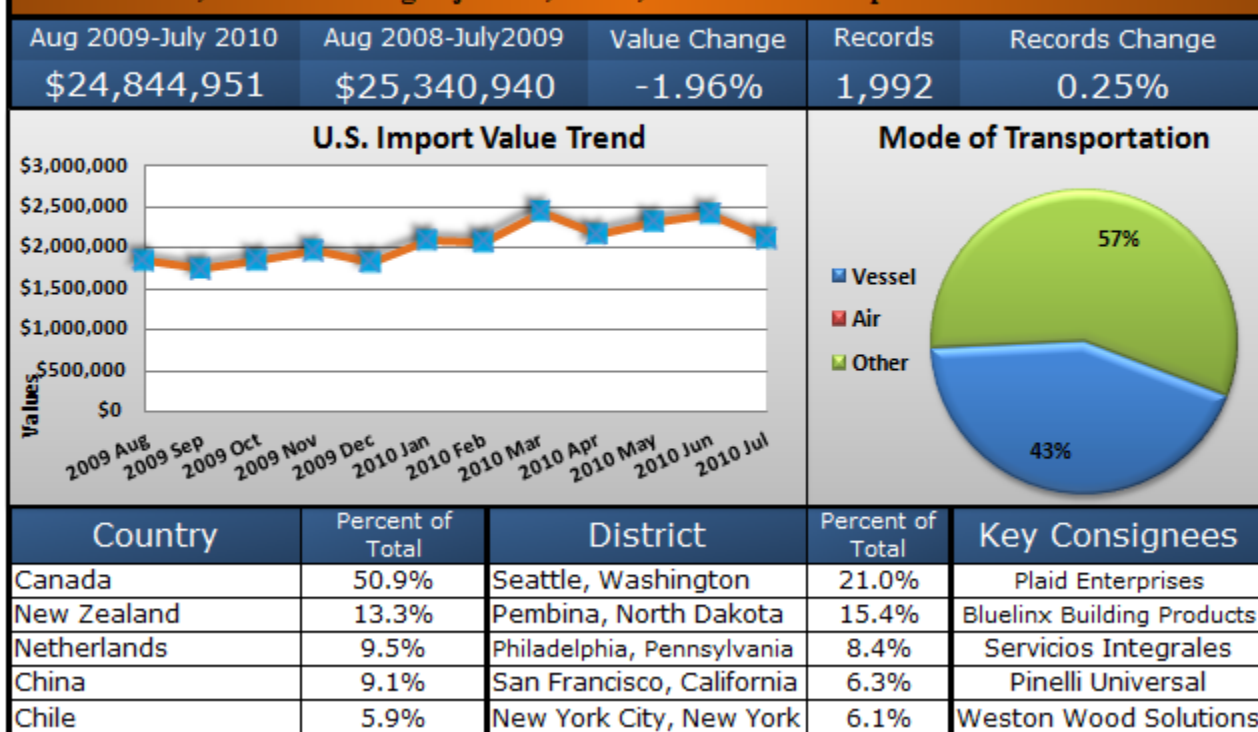 Aug 2009-July 2010 Aug 2008-July2009 Value Change Records Records Change
$24,844,951 $25,340,940 -1.96% 1,992 0.25%
U.S. Import Value Trend
$3,000,000
$2,500,000
$2,000,000
$1,500,000
$1,000,000
$500,000
$0
Values
2009 Aug 2009 Sep 2009 Oct 2009 Nov 2009 Dec 2010 Jan 2010 Feb 2010 Mar 2010 Apr 2010 May 2010 Jun 2010 Jul
Mode of Transportation
Vessel
Air
Other
57%
43%
Country Percent of Total District Percent of Total Key Consignees
Canada 50.9% Seattle, Washington 21.0% Plaid Enterprises
New Zealand 13.3% Pembina, North Dakota 15.4% Bluelinx Building Products
Netherlands 9.5% Philadelphia, Pennsylvania 8.4% Servicios Integrales
China 9.1% San Francisco, California 6.3% Pinelli Universal
Chile 5.9% New York City, New York 6.1% Weston Wood Solutions